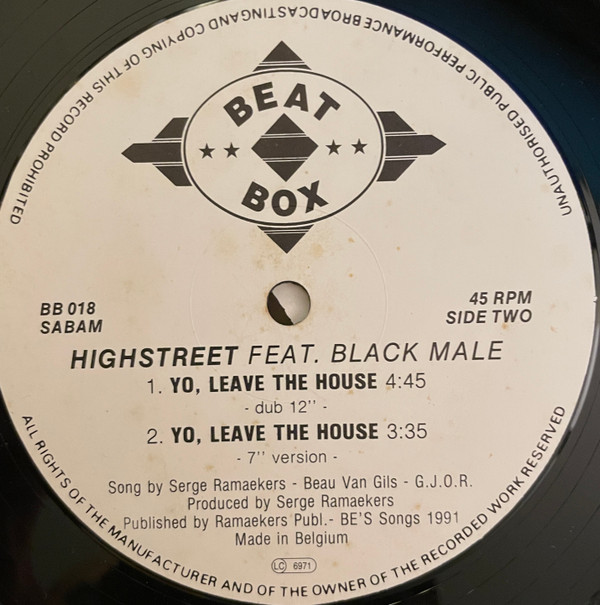 UNAUTHORISED PUBLIC PERFORMANCE BROADCASTING AND COPYING OF THIS RECORD PROHIBITED
BEAT
BOX
BB 018
SABAM
45 RPM
SIDE TWO
HIGHSTREET FEAT. BLACK MALE
1. YO, LEAVE THE HOUSE 4:45
- dub 12'' -
2. YO, LEAVE THE HOUSE 3:35
- 7'' version -
Song by Serge Ramaekers - Beau Van Gils - G.J.O.R.
Produced by Serge Ramaekers
Published by Ramaekers Publ.- BE'S Songs 1991
Made in Belgium
LC 6971
ALL RIGHTS OF THE MANUFACTURER AND OF THE OWNER OF THE RECORDED WORK RESERVED